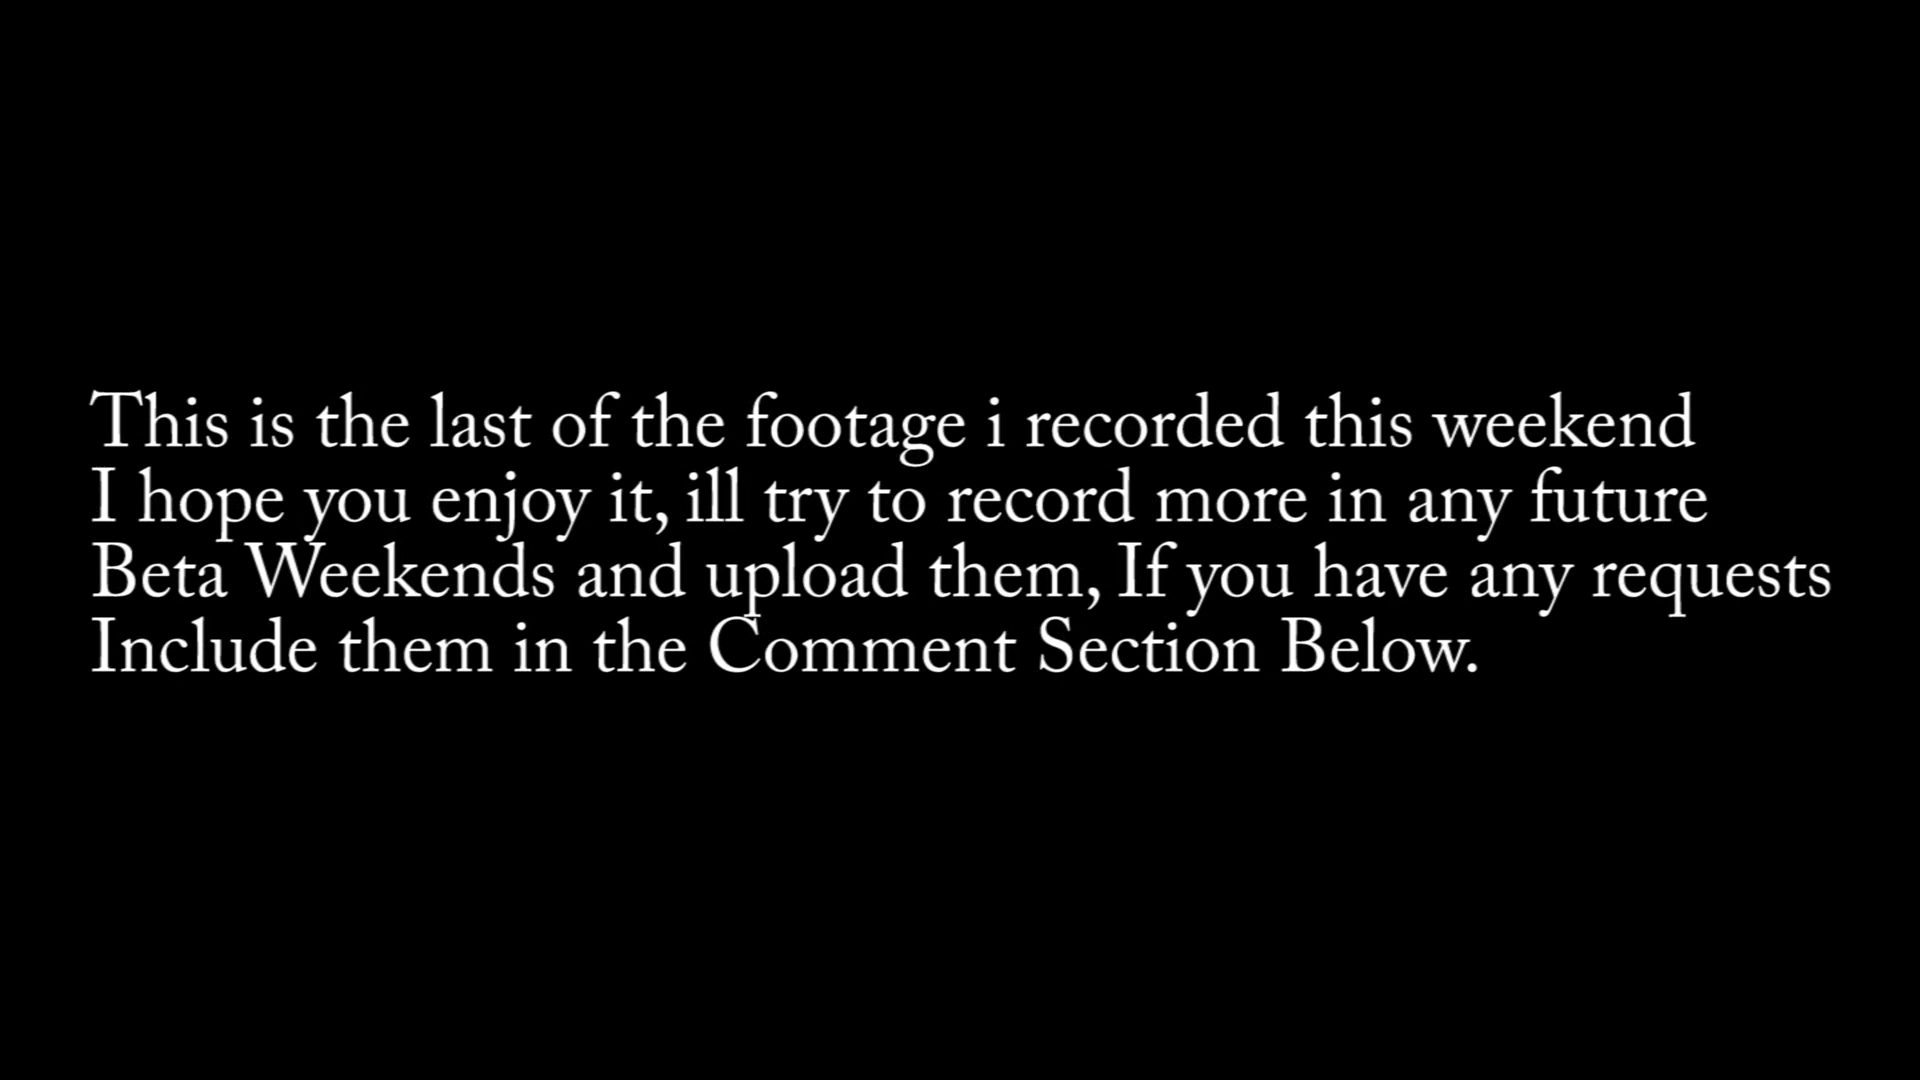 This is the last of the footage i recorded this weekend
I hope you enjoy it, ill try to record more in any future
Beta Weekends and upload them, If you have any requests
Include them in the Comment Section Below.